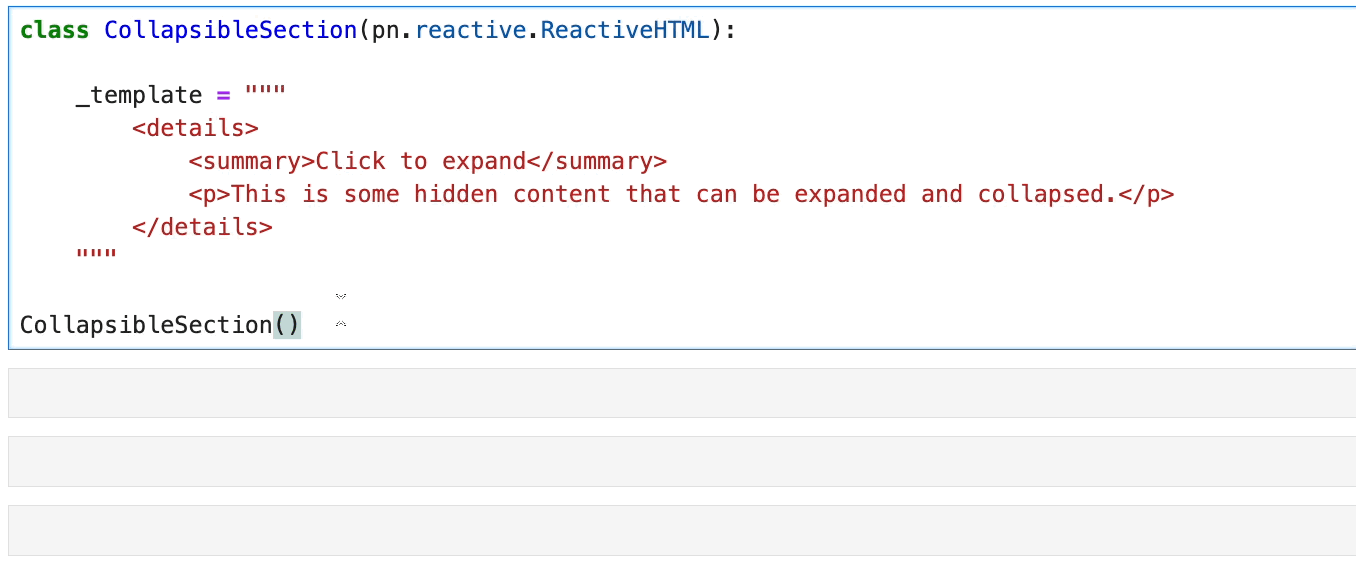 class CollapsibleSection(pn.reactive.ReactiveHTML):
    _template = """
        <details>
            <summary>Click to expand</summary>
            <p>This is some hidden content that can be expanded and collapsed.</p>
        </details>
    """
CollapsibleSection()